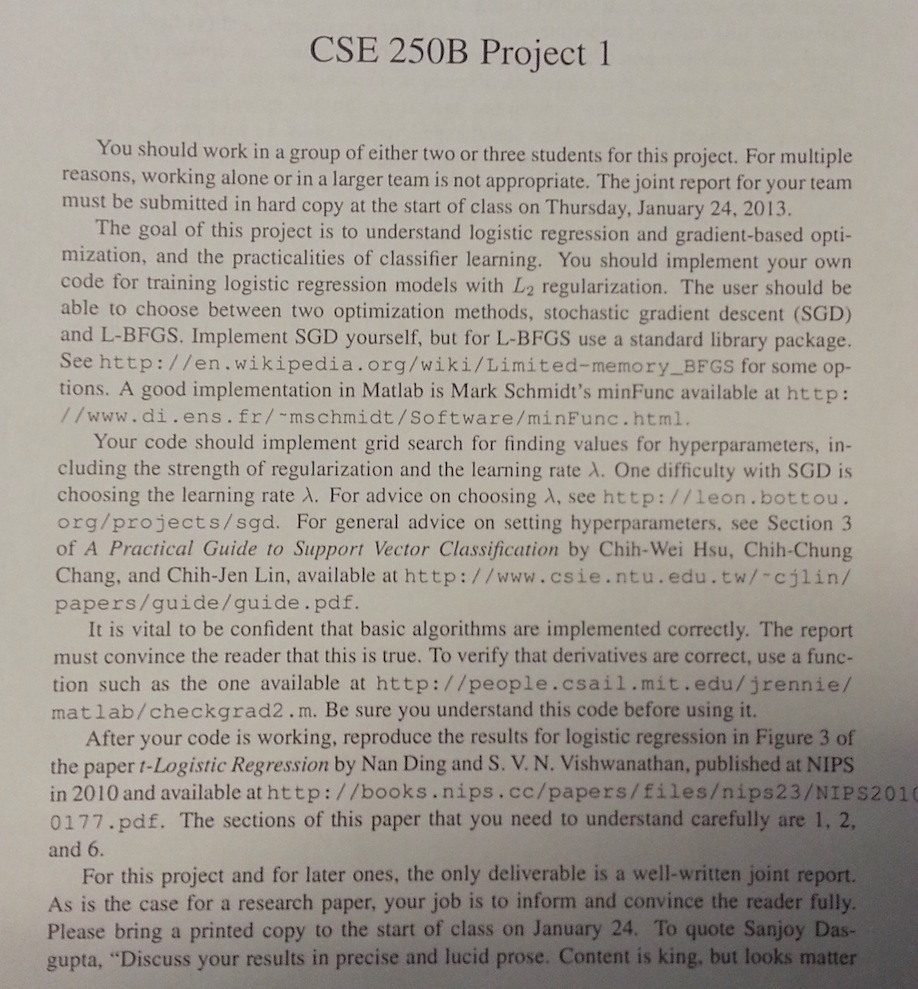 CSE 250B Project 1
You should work in a group of either two or three students for this project. For multiple
reasons, working alone or in a larger team is not appropriate. The joint report for your team
must be submitted in hard copy at the start of class on Thursday, January 24, 2013.
The goal of this project is to understand logistic regression and gradient-based opti-
mization, and the practicalities of classifier learning. You should implement your own
code for training logistic regression models with L2 regularization. The user should be
able to choose between two optimization methods, stochastic gradient descent (SGD)
and L-BFGS. Implement SGD yourself, but for L-BFGS use a standard library package.
See http://en.wikipedia.org/wiki/Limited-memory_BFGS for some op-
tions. A good implementation in Matlab is Mark Schmidt's minFunc available at http:
//www.di.ens.fr/~mschmidt/Software/minFunc.html.
Your code should implement grid search for finding values for hyperparameters, in-
cluding the strength of regularization and the learning rate λ. One difficulty with SGD is
choosing the learning rate λ. For advice on choosing λ, see http://leon.bottou.
org/projects/sgd. For general advice on setting hyperparameters, see Section 3
of A Practical Guide to Support Vector Classification by Chih-Wei Hsu, Chih-Chung
Chang, and Chih-Jen Lin, available at http://www.csie.ntu.edu.tw/~cjlin/
papers/guide/guide.pdf.
It is vital to be confident that basic algorithms are implemented correctly. The report
must convince the reader that this is true. To verify that derivatives are correct, use a func-
tion such as the one available at http://people.csail.mit.edu/jrennie/
matlab/checkgrad2.m. Be sure you understand this code before using it.
After your code is working, reproduce the results for logistic regression in Figure 3 of
the paper t-Logistic Regression by Nan Ding and S. V. N. Vishwanathan, published at NIPS
in 2010 and available at http://books.nips.cc/papers/files/nips23/NIPS2010
0177.pdf. The sections of this paper that you need to understand carefully are 1, 2,
and 6.
For this project and for later ones, the only deliverable is a well-written joint report.
As is the case for a research paper, your job is to inform and convince the reader fully.
Please bring a printed copy to the start of class on January 24. To quote Sanjoy Das-
gupta, “Discuss your results in precise and lucid prose. Content is king, but looks matter